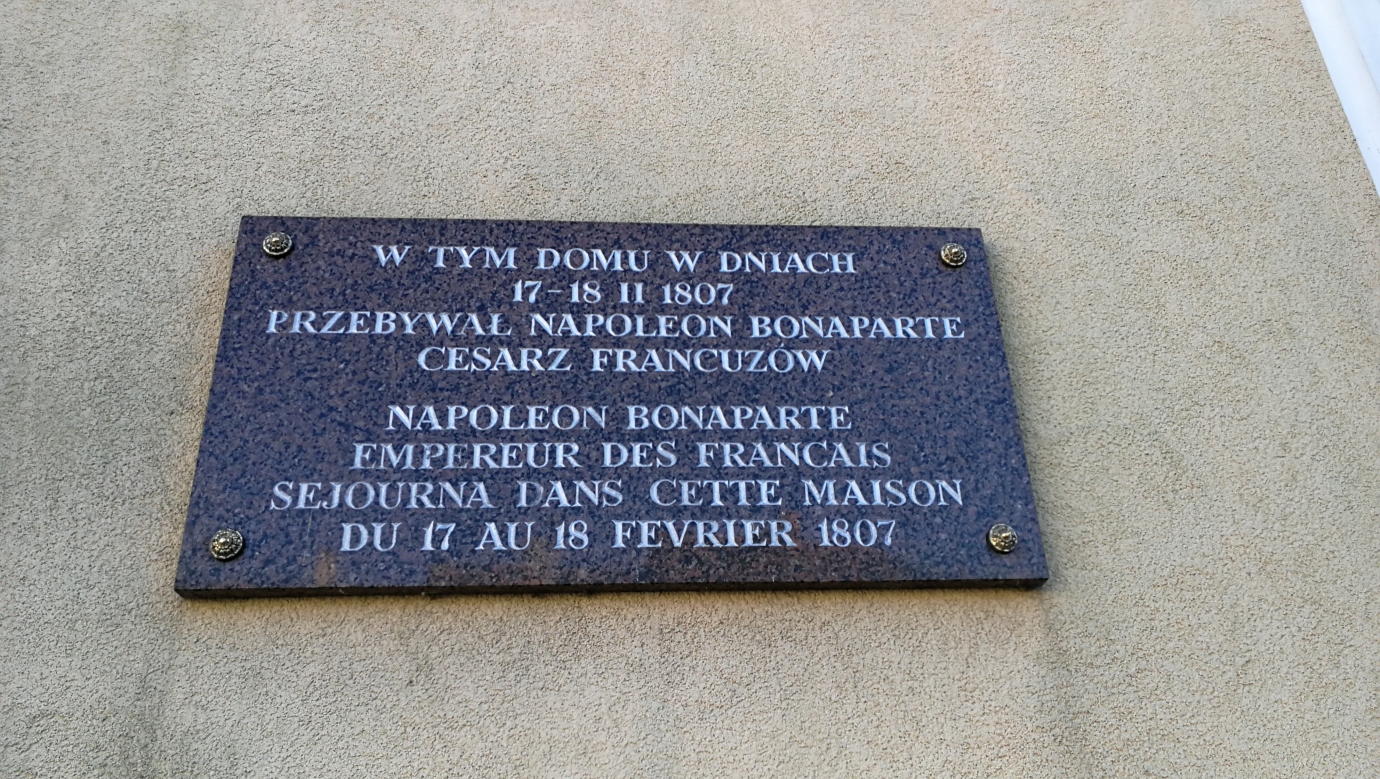 W TYM DOMU W DNIACH
17-18 II 1807
PRZEBYWAŁ NAPOLEON BONAPARTE
CESARZ FRANCUZÓW
NAPOLEON BONAPARTE
EMPEREUR DES FRANCAIS
SEJOURNA DANS CETTE MAISON
DU 17 AU 18 FEVRIER 1807